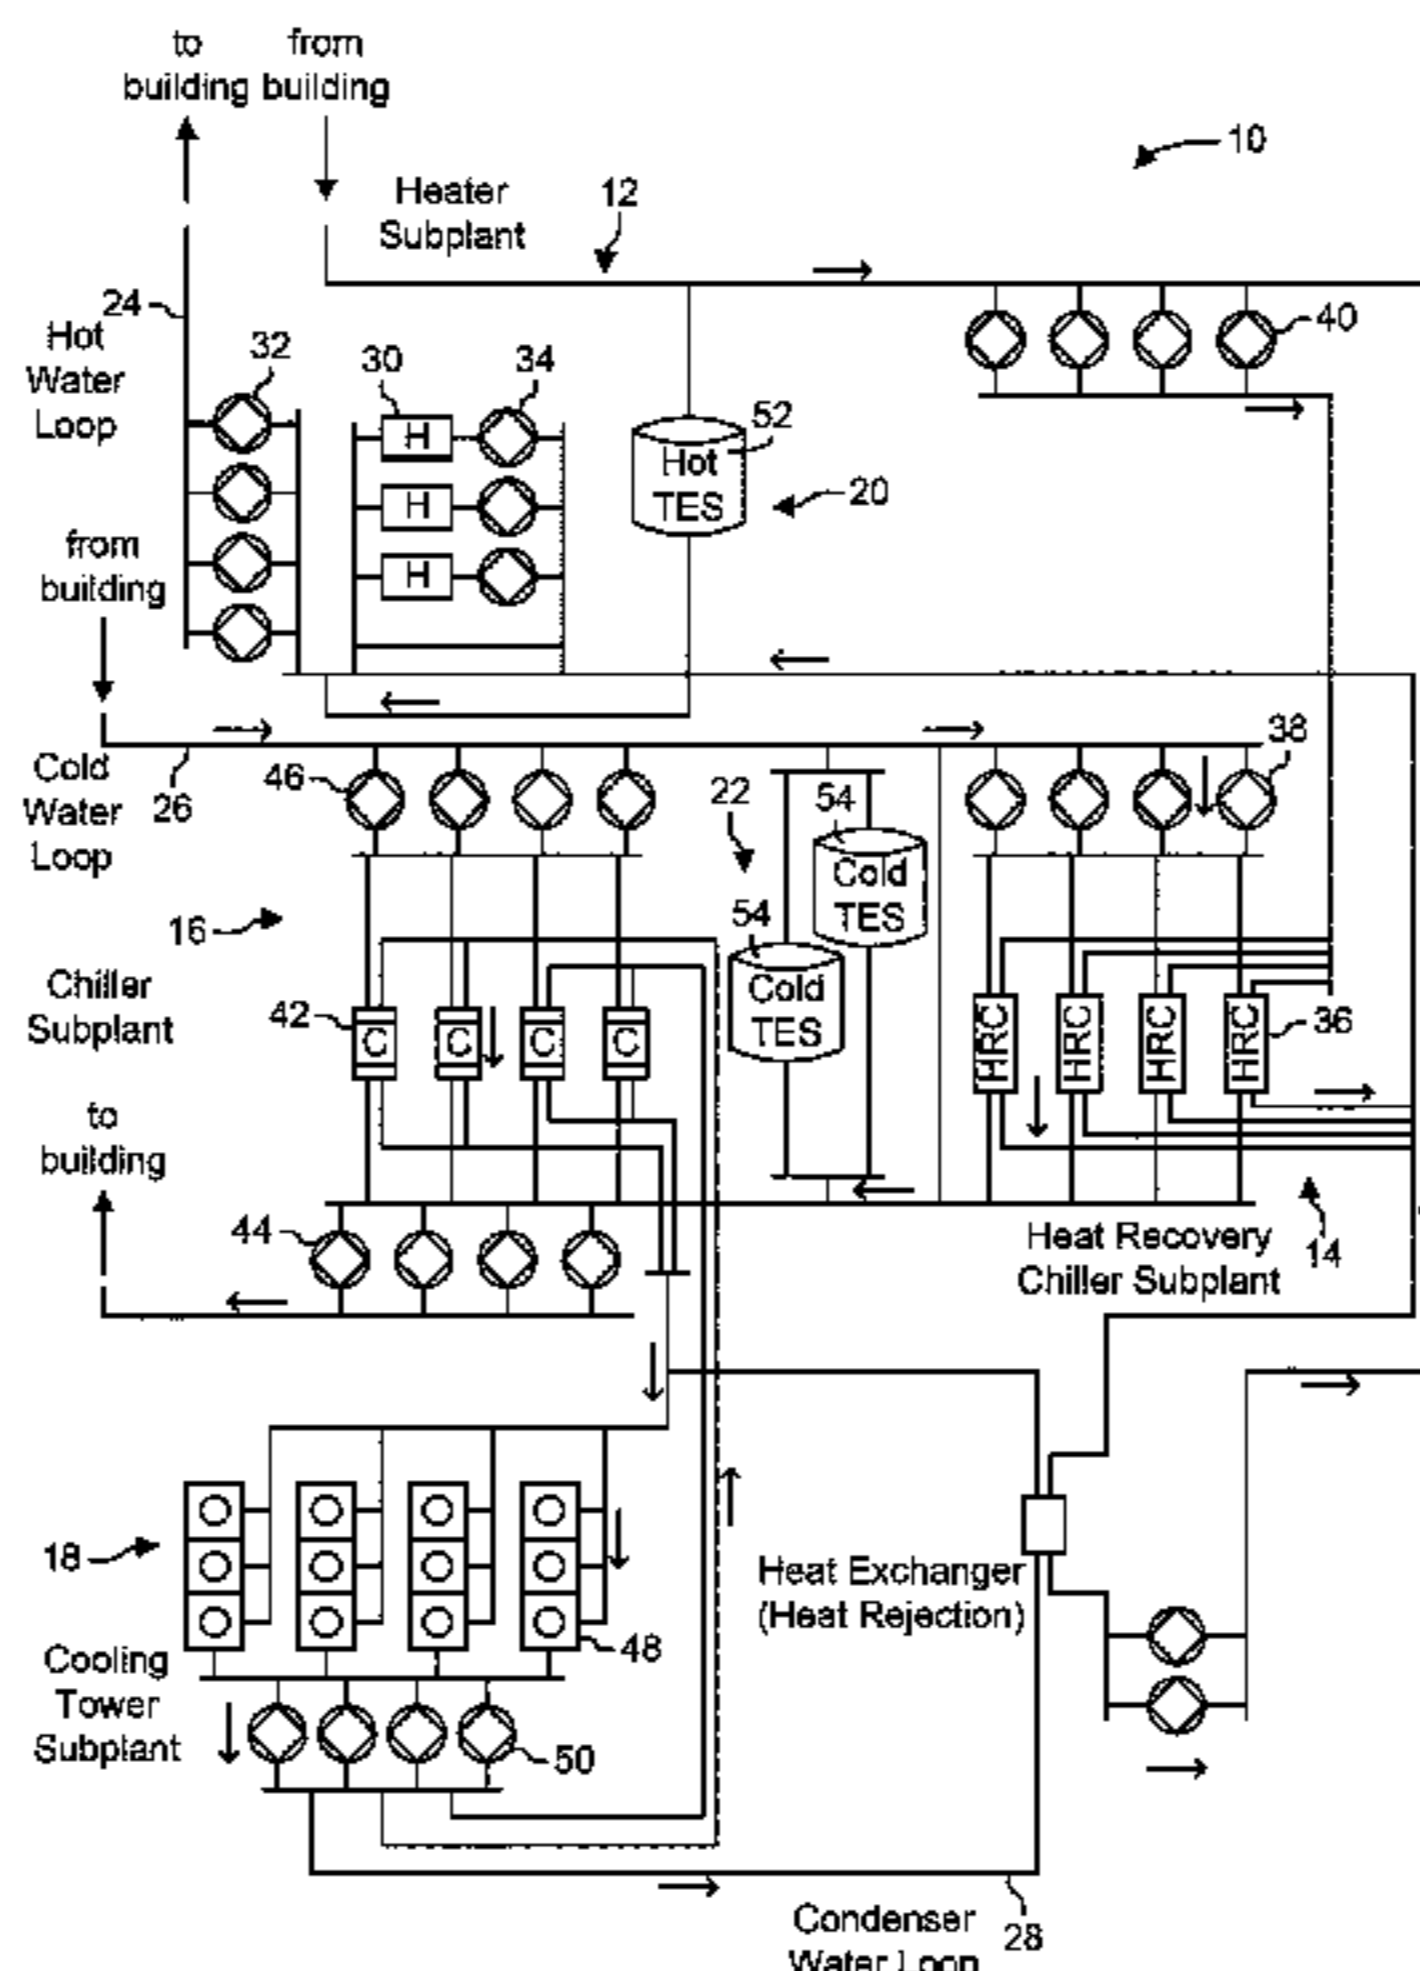 to
building
from
building
10
Heater
Subplant
12
24
Hot
Water
Loop
32
30
34
40
H
H
H
52
Hot
TES
20
from
building
38
Cold
Water
Loop
26
46
22
54
Cold
TES
54
Cold
TES
16
Chiller
Subplant
42
C
C
C
C
HRC
HRC
HRC
HRC
36
to
building
44
Heat Recovery
Chiller Subplant
14
18
Heat Exchanger
(Heat Rejection)
48
Cooling
Tower
Subplant
50
Condenser
Water Loop
28